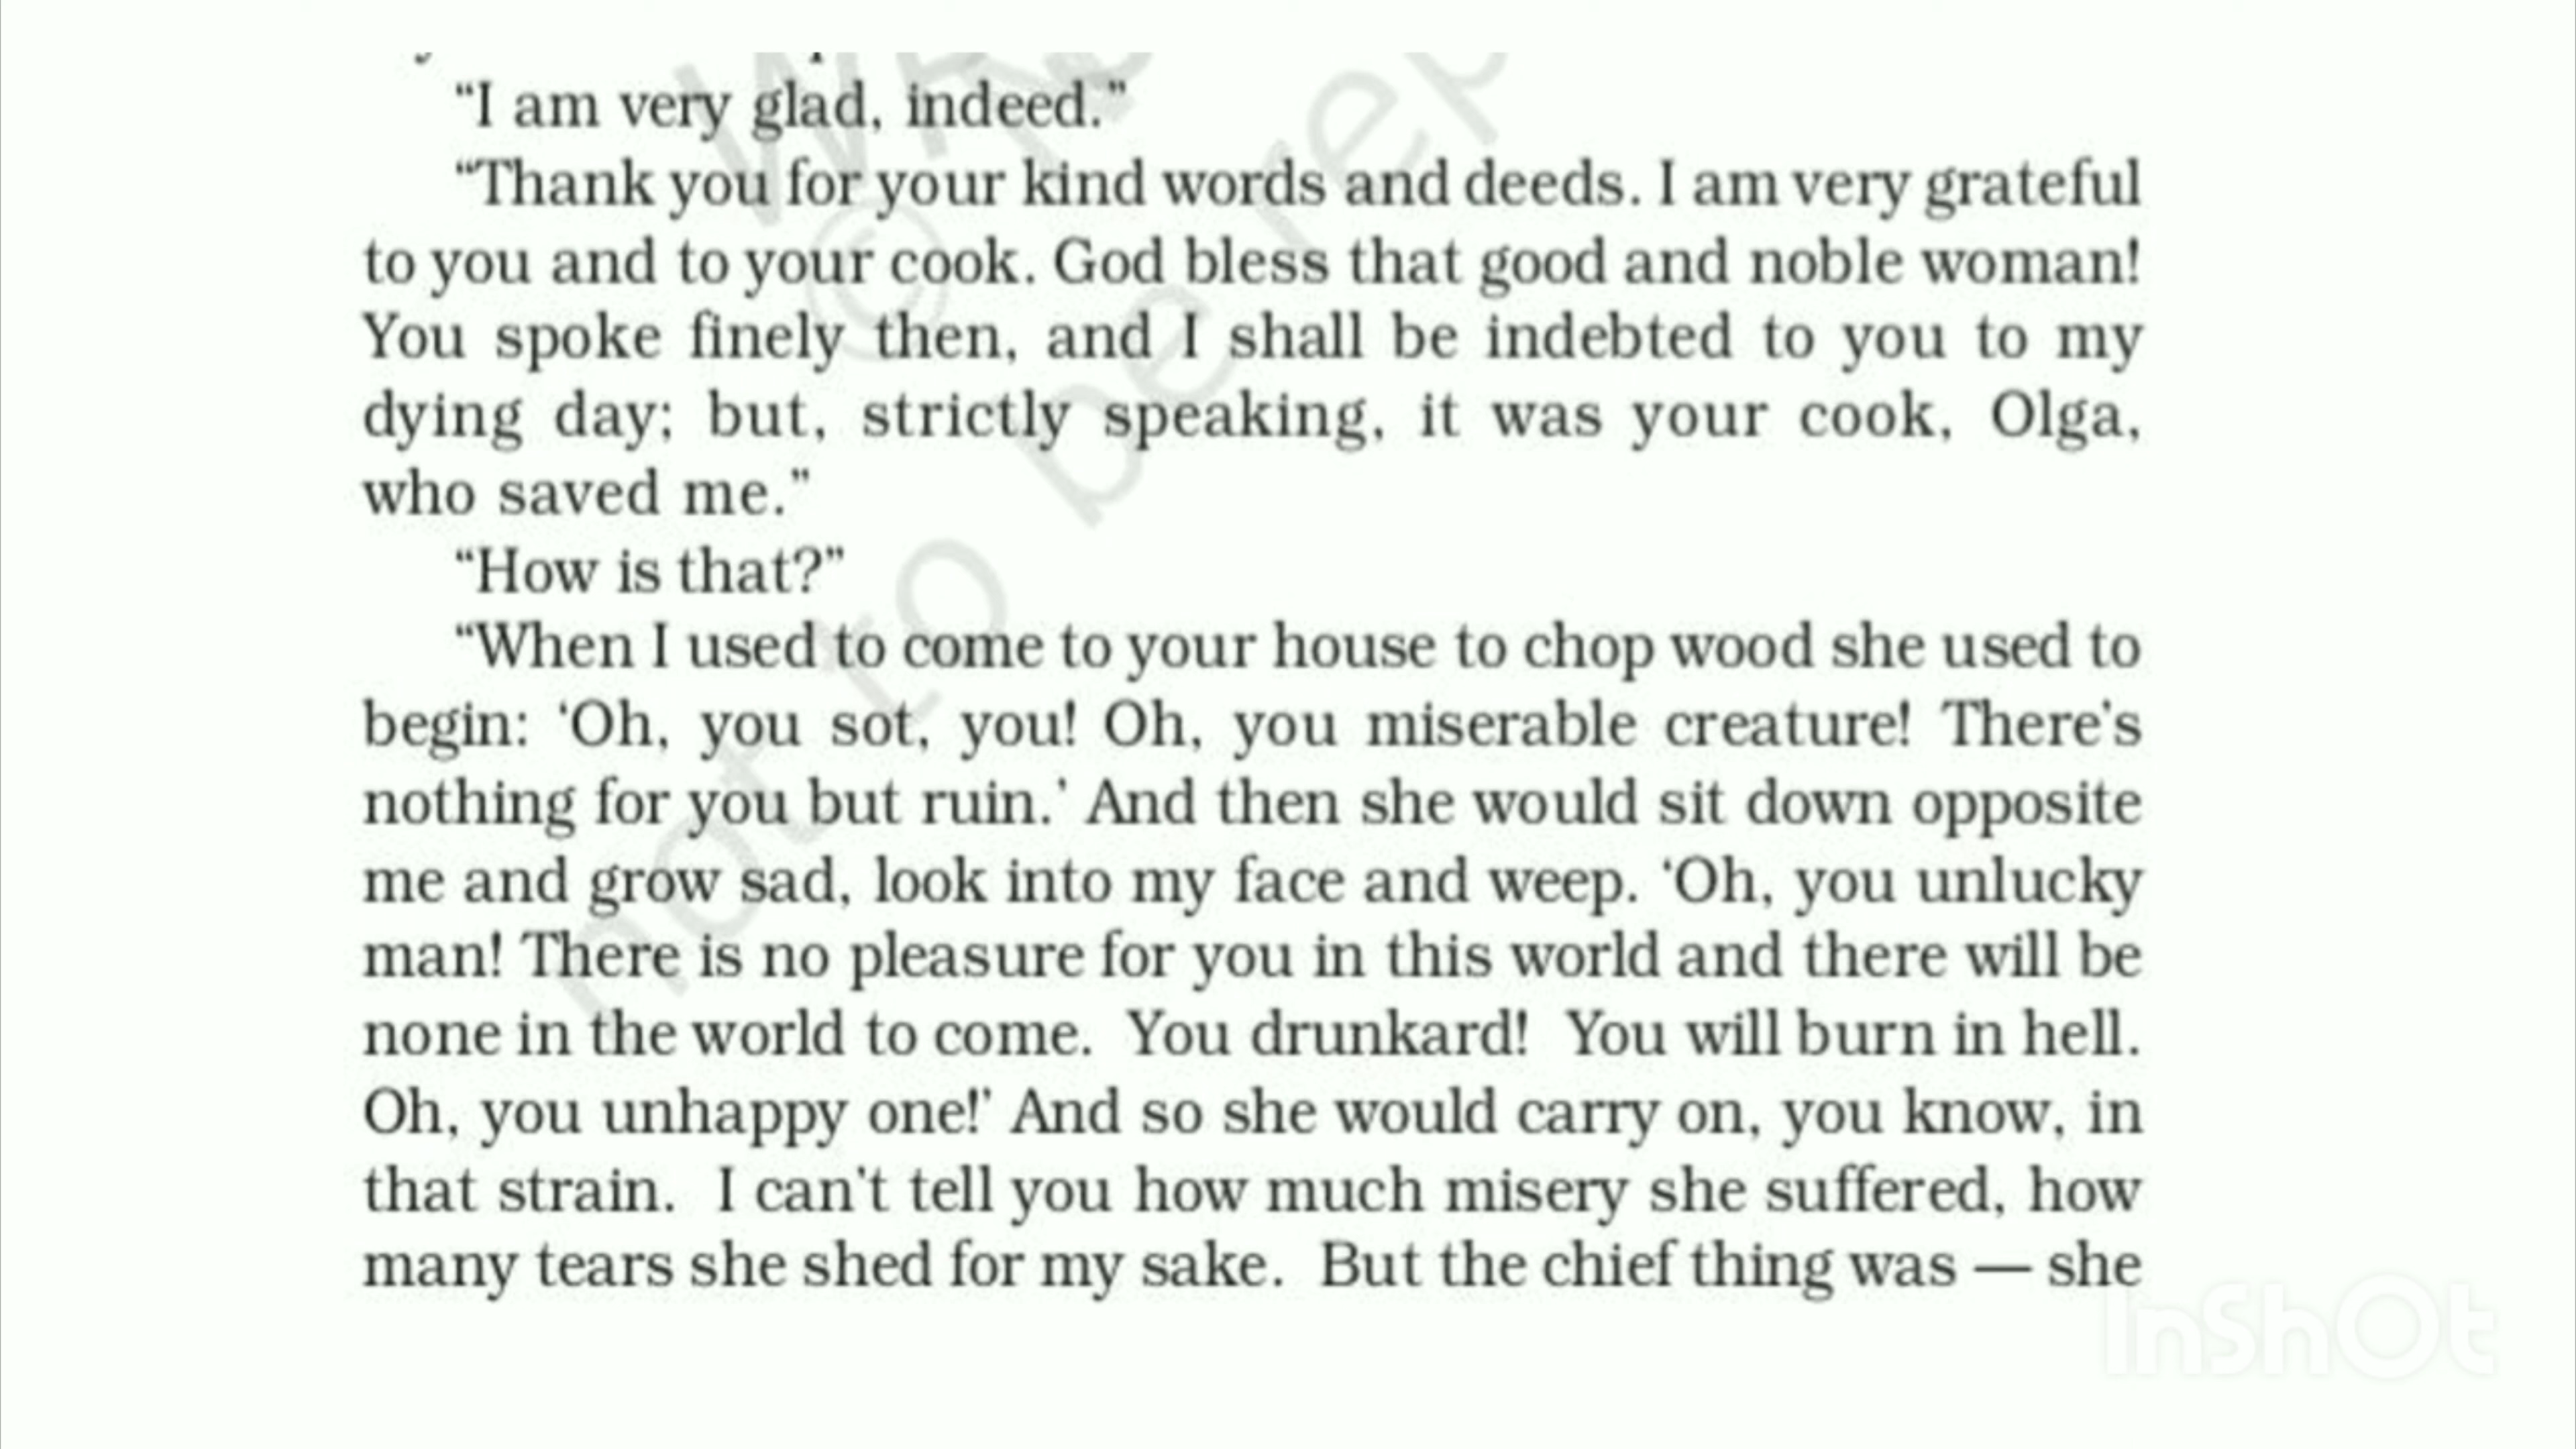 “I am very glad, indeed.”
“Thank you for your kind words and deeds. I am very grateful
to you and to your cook. God bless that good and noble woman!
You spoke finely then, and I shall be indebted to you to my
dying day; but, strictly speaking, it was your cook, Olga,
who saved me.”
“How is that?”
“When I used to come to your house to chop wood she used to
begin: ‘Oh, you sot, you! Oh, you miserable creature! There’s
nothing for you but ruin.’ And then she would sit down opposite
me and grow sad, look into my face and weep. ‘Oh, you unlucky
man! There is no pleasure for you in this world and there will be
none in the world to come. You drunkard! You will burn in hell.
Oh, you unhappy one!’ And so she would carry on, you know, in
that strain. I can’t tell you how much misery she suffered, how
many tears she shed for my sake. But the chief thing was — she
©
not to be
InShOt